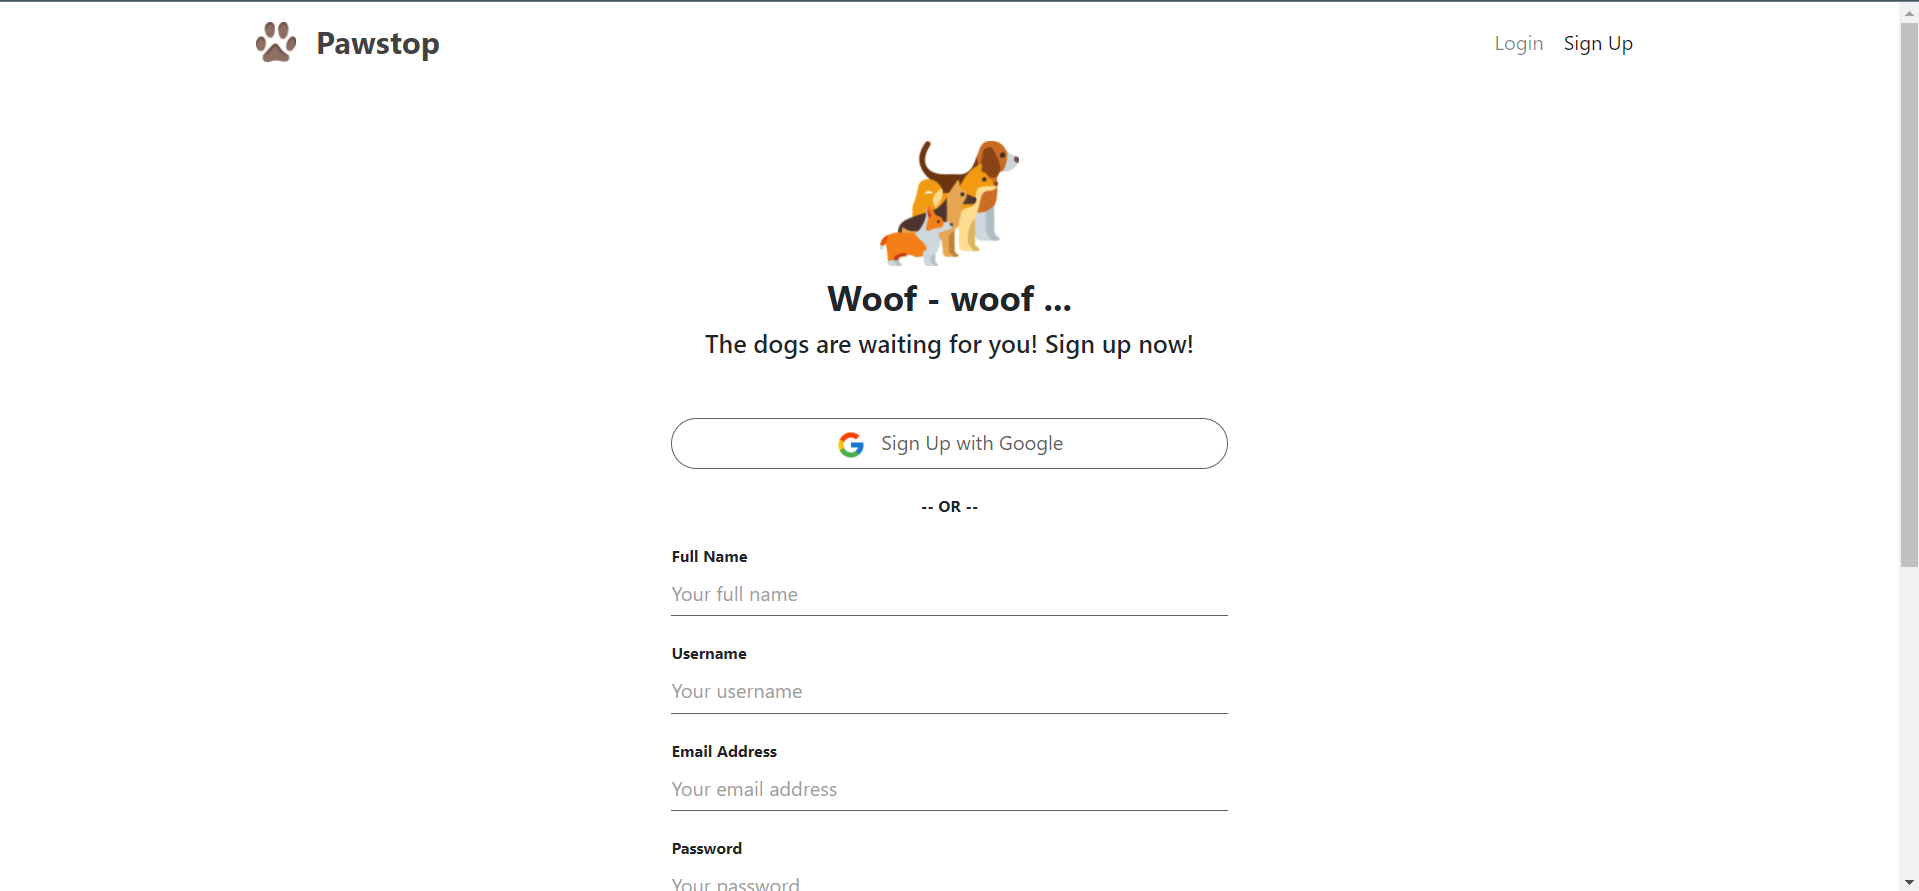 Pawstop
Login Sign Up
Woof - woof ...
The dogs are waiting for you! Sign up now!
Sign Up with Google
-- OR --
Full Name
Your full name
Username
Your username
Email Address
Your email address
Password
Your password